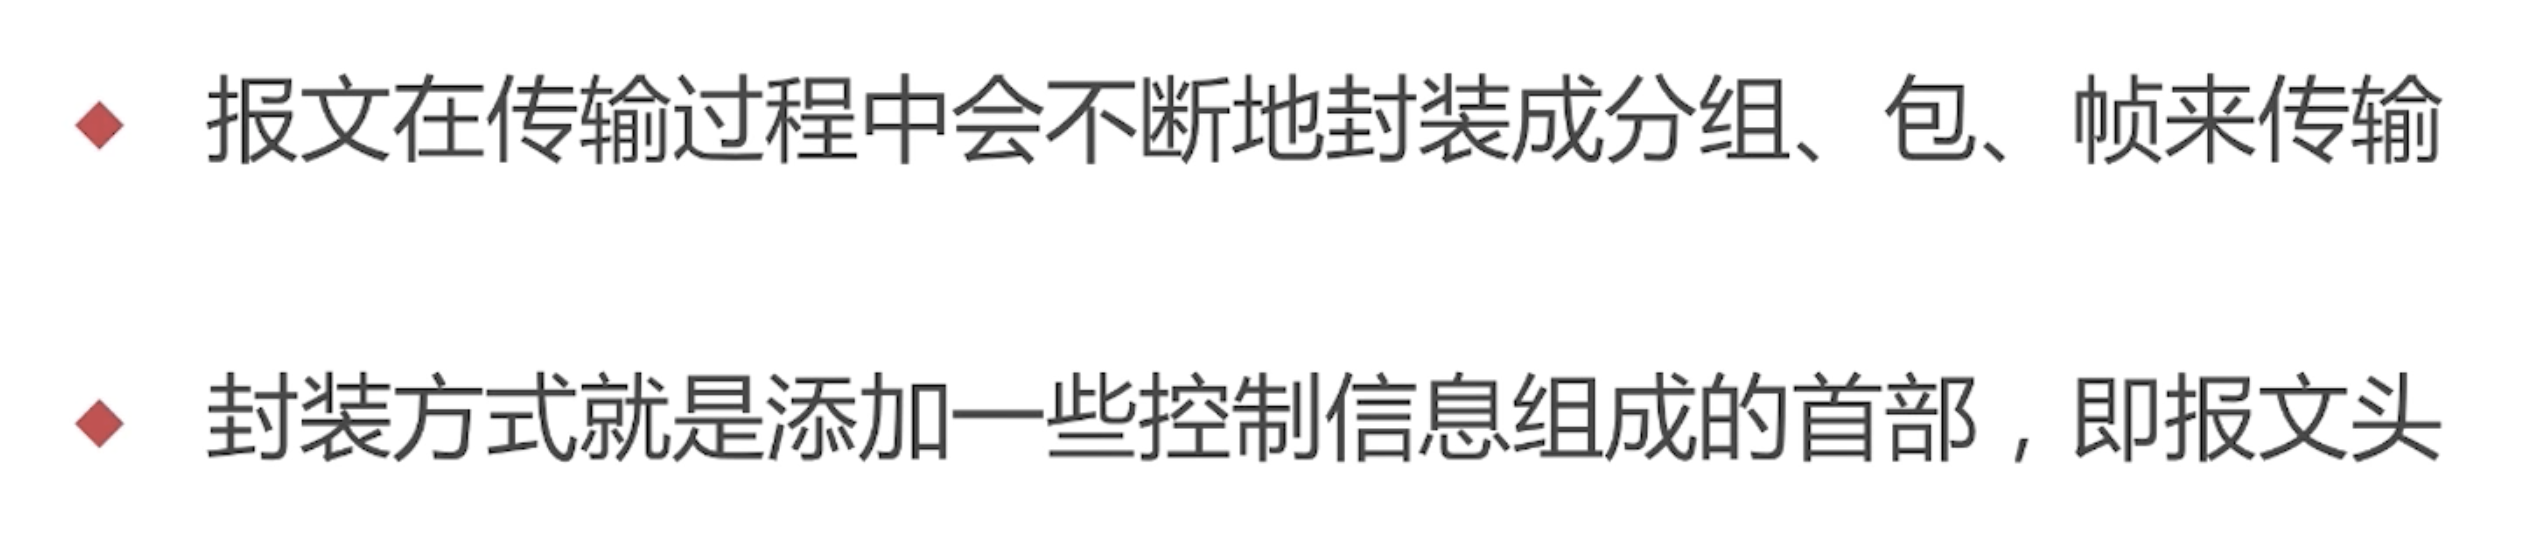 报文在传输过程中会不断地封装成分组、包、帧来传输
封装方式就是添加一些控制信息组成的首部，即报文头